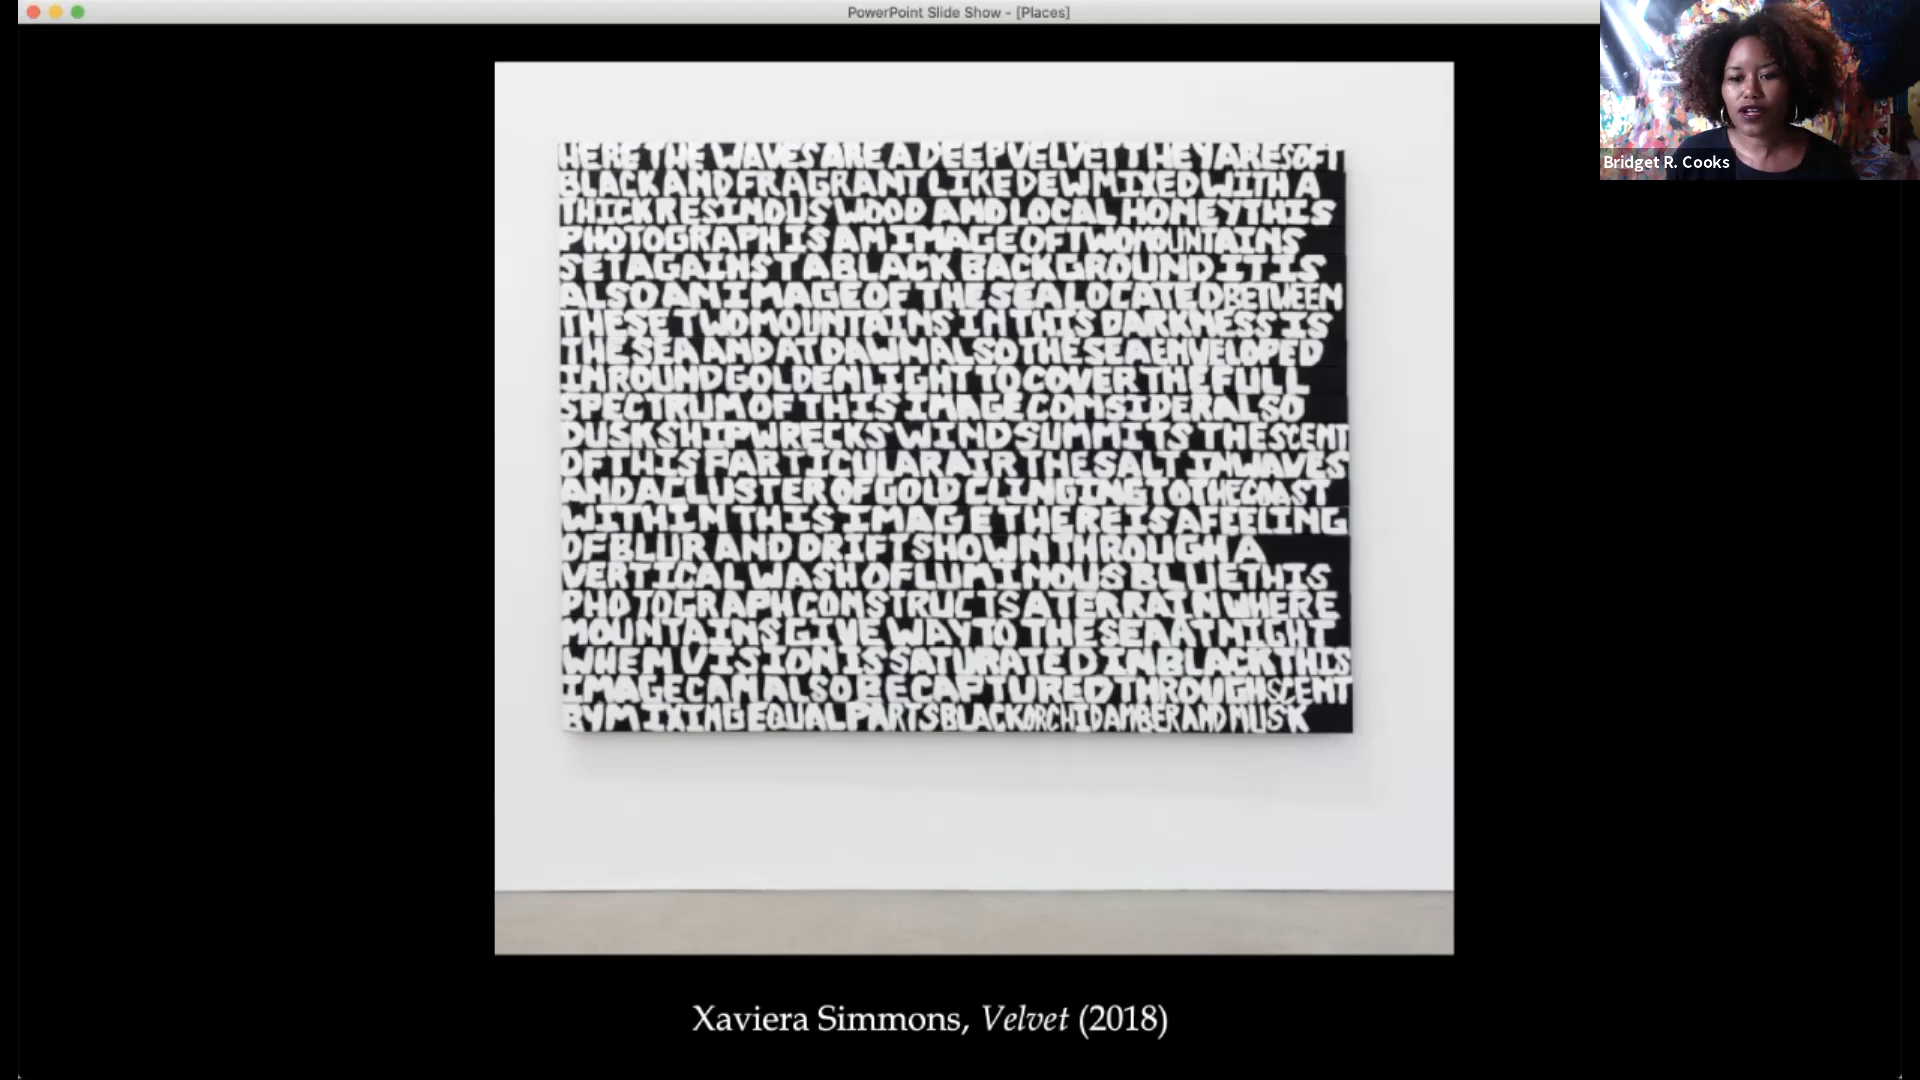 PowerPoint Slide Show - [Places]
Bridget R. Cooks
HERE THE WAVES ARE A DEEP VELVET THEY ARE SOFT
BLACK AND FRAGRANT LIKE DEW MIXED WITH A
THICK RESINOUS WOOD AND LOCAL HONEY THIS
PHOTOGRAPH IS AN IMAGE OF TWO MOUNTAINS
SET AGAINST A BLACK BACKGROUND IT IS
ALSO AN IMAGE OF THE SEA LOCATED BETWEEN
THESE TWO MOUNTAINS IN THIS DARKNESS IS
THE SEA AND AT DAWN ALSO THE SEA ENVELOPED
IN ROUND GOLDEN LIGHT TO COVER THE FULL
SPECTRUM OF THIS IMAGE CONSIDER ALSO
DUSK SHIPWRECKS WIND SUMMITS THE SCENT
OF THIS PARTICULAR AIR THE SALT IN WAVES
AND A CLUSTER OF GOLD CLINGING TO THE COAST
WITHIN THIS IMAGE THERE IS A FEELING
OF BLUR AND DRIFT SHOWN THROUGH A
VERTICAL WASH OF LUMINOUS BLUE THIS
PHOTOGRAPH CONSTRUCTS A TERRAIN WHERE
MOUNTAINS GIVE WAY TO THE SEA AT NIGHT
WHEN VISION IS SATURATED IN BLACK THIS
IMAGE CAN ALSO BE CAPTURED THROUGH SCENT
BY MIXING EQUAL PARTS BLACK ORCHID AMBER AND MUSK
Xaviera Simmons, Velvet (2018)